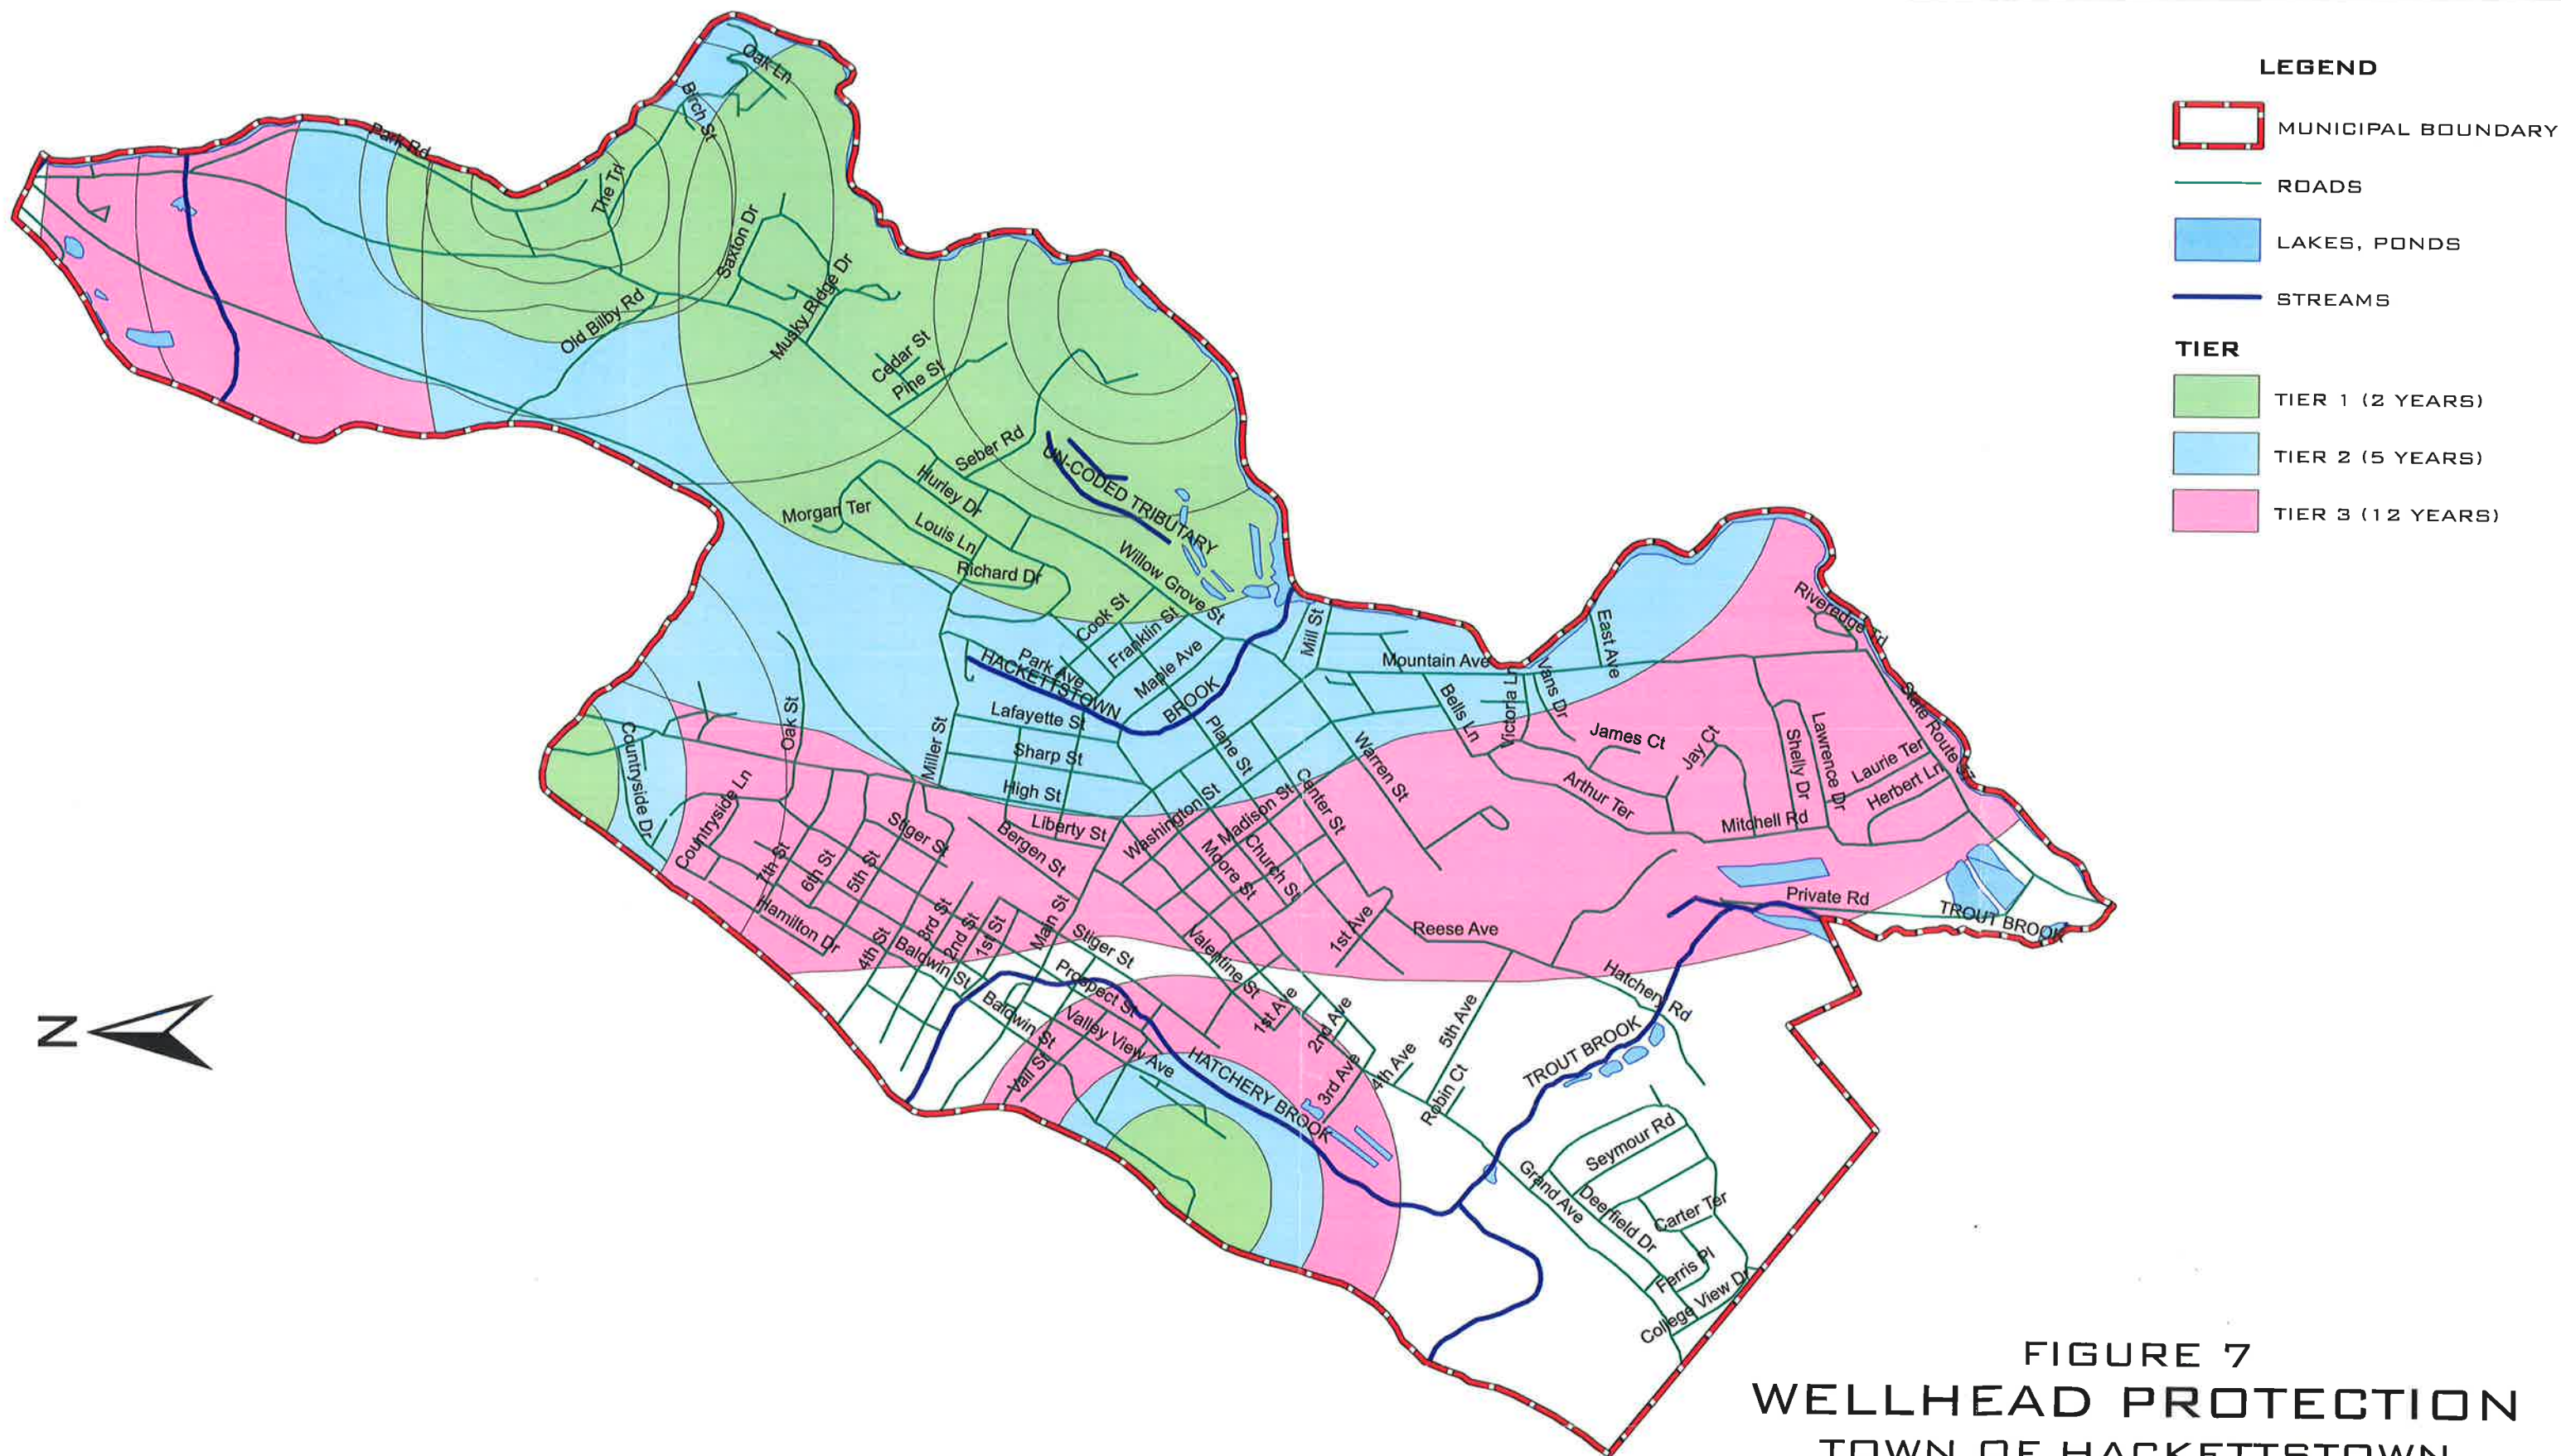 LEGEND
MUNICIPAL BOUNDARY
ROADS
LAKES, PONDS
STREAMS
TIER
TIER 1 (2 YEARS)
TIER 2 (5 YEARS)
TIER 3 (12 YEARS)
Oak Ln
Birch St
Park Rd
The Trl
Saxton Dr
Musky Ridge Dr
Old Bilby Rd
Cedar St
Pine St
Seber Rd
Hurley Dr
UN-CODED TRIBUTARY
Morgan Ter
Louis Ln
Richard Dr
Willow Grove St
Cook St
Franklin St
Park Ave
Maple Ave
HACKETTSTOWN
BROOK
Mill St
Mountain Ave
East Ave
Vans Dr
Victoria Ln
Bells Ln
Riveredge Trl
State Route
Lafayette St
Sharp St
High St
Liberty St
Miller St
Oak St
Plane St
Warren St
James Ct
Jay Ct
Arthur Ter
Shelly Dr
Lawrence Dr
Laurie Ter
Herbert Ln
Mitchell Rd
Countryside Dr
Countryside Ln
Stiger St
Bergen St
Washington St
Madison St
Center St
Moore St
Church St
7th St
6th St
5th St
Hamilton Dr
4th St
3rd St
2nd St
1st St
Baldwin St
Main St
Stiger St
Valentine St
1st Ave
Reese Ave
Private Rd
TROUT BROOK
Hatchery Rd
Prospect St
Baldwin St
Valley View Ave
Vail St
HATCHERY BROOK
1st Ave
2nd Ave
3rd Ave
4th Ave
5th Ave
Robin Ct
TROUT BROOK
Seymour Rd
Grand Ave
Deerfield Dr
Carter Ter
Ferris Pl
College View Dr
N
FIGURE 7
WELLHEAD PROTECTION
TOWN OF HACKETTSTOWN